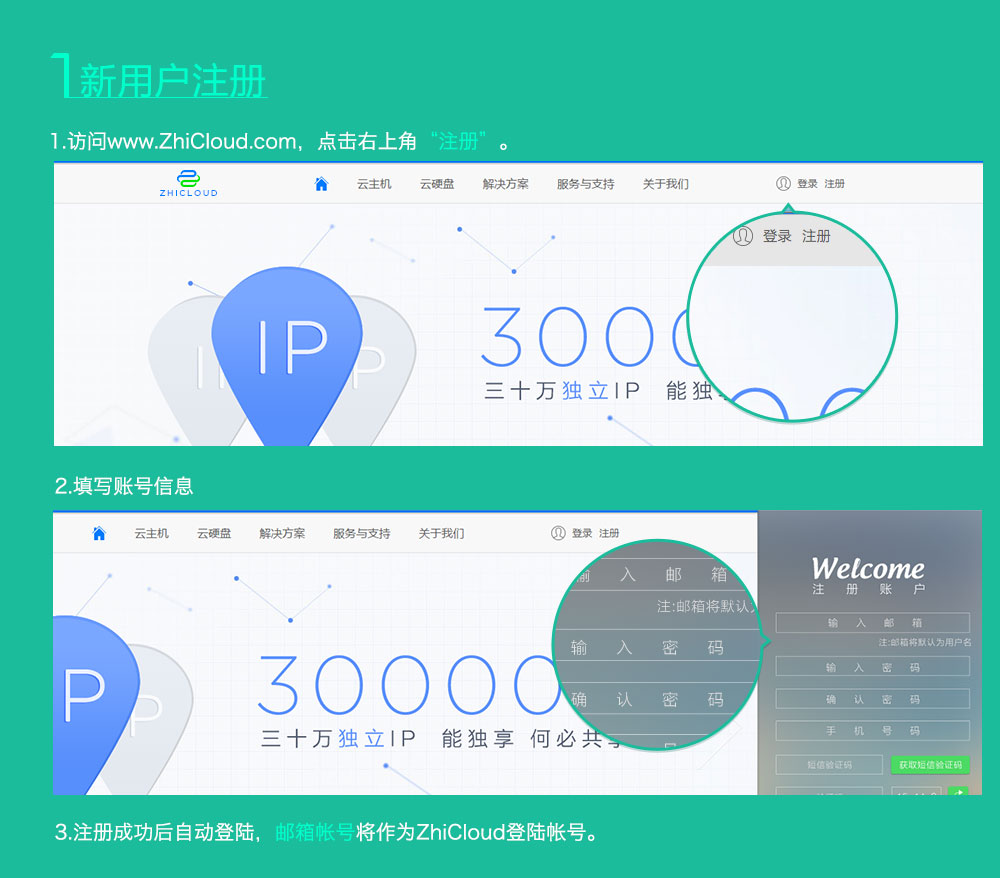 1新用户注册
1.访问www.ZhiCloud.com，点击右上角“注册”。
ZHICLOUD
云主机 云硬盘 解决方案 服务与支持 关于我们 登录 注册
登录 注册
IP
3000
三十万独立IP 能独
2.填写账号信息
云主机 云硬盘 解决方案 服务与支持 关于我们 登录 注册
P
P
30000
三十万独立IP 能独享 何必共享
输入邮箱
注:邮箱将默认为
输入密码
确认密码
Welcome
注册账户
输入邮箱
注:邮箱将默认为用户名
输入密码
确认密码
手机号码
短信验证码 获取短信验证码
3.注册成功后自动登陆，邮箱帐号将作为ZhiCloud登陆帐号。